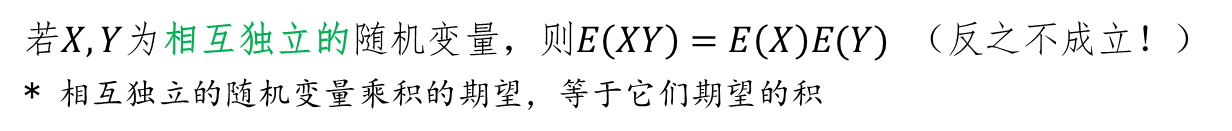 若X,Y为相互独立的随机变量，则E(XY) = E(X)E(Y) （反之不成立！）
* 相互独立的随机变量乘积的期望，等于它们期望的积